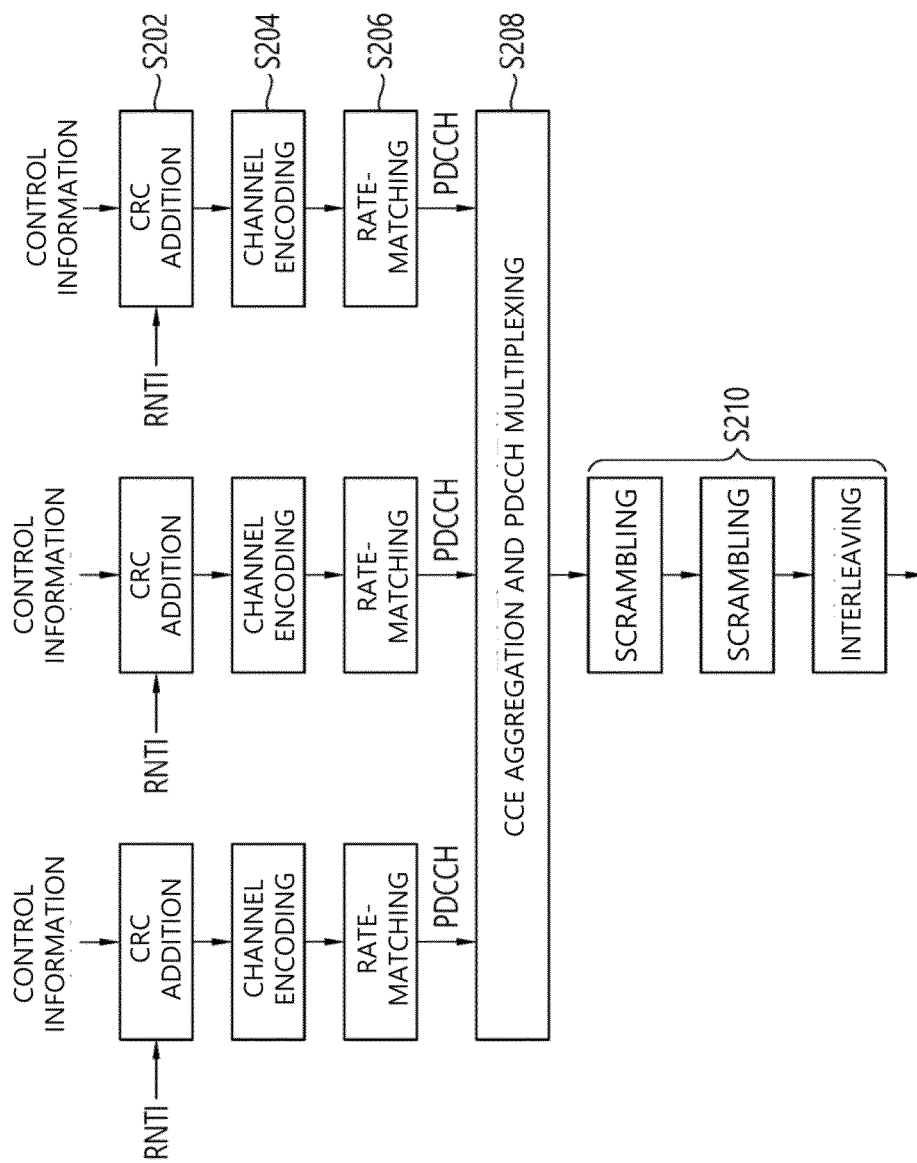 CONTROL
INFORMATION
CONTROL
INFORMATION
CONTROL
INFORMATION
RNTI
CRC
ADDITION
RNTI
CRC
ADDITION
RNTI
CRC
ADDITION
S202
CHANNEL
ENCODING
CHANNEL
ENCODING
CHANNEL
ENCODING
S204
RATE-
MATCHING
RATE-
MATCHING
RATE-
MATCHING
S206
PDCCH
PDCCH
PDCCH
CCE AGGREGATION AND PDCCH MULTIPLEXING
S208
SCRAMBLING
SCRAMBLING
INTERLEAVING
S210